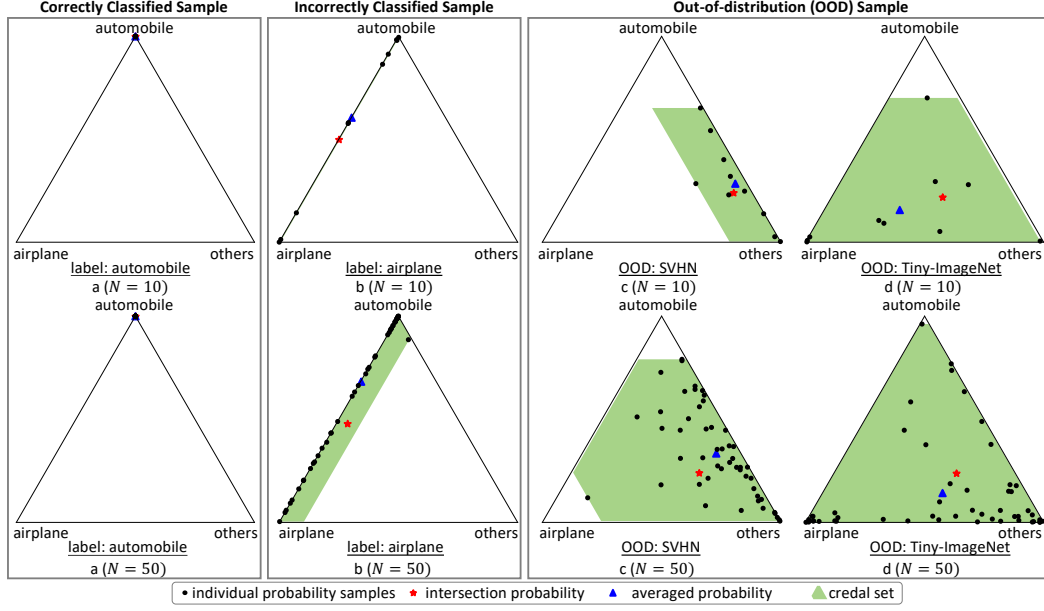 Correctly Classified Sample
Incorrectly Classified Sample
Out-of-distribution (OOD) Sample
automobile
automobile
automobile
automobile
airplane others
airplane others
airplane others
airplane others
label: automobile
label: airplane
OOD: SVHN
OOD: Tiny-ImageNet
a (N = 10)
b (N = 10)
c (N = 10)
d (N = 10)
automobile
automobile
automobile
automobile
airplane others
airplane others
airplane others
airplane others
label: automobile
label: airplane
OOD: SVHN
OOD: Tiny-ImageNet
a (N = 50)
b (N = 50)
c (N = 50)
d (N = 50)
individual probability samples
intersection probability
averaged probability
credal set